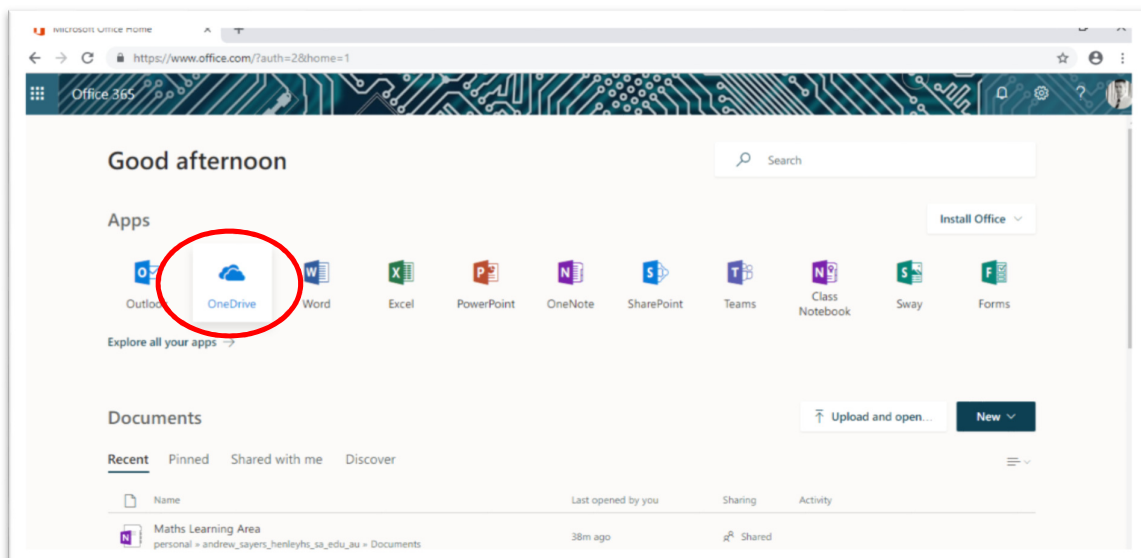 Microsoft Office Home
https://www.office.com/?auth=2&home=1
Office 365
Good afternoon
Search
Apps
Install Office
Outlook OneDrive Word Excel PowerPoint OneNote SharePoint Teams Class Notebook Sway Forms
Explore all your apps →
Documents
Upload and open...
New
Recent Pinned Shared with me Discover
Name Last opened by you Sharing Activity
Maths Learning Area
personal » andrew_sayers_henleyhs_sa_edu_au » Documents
38m ago
Shared